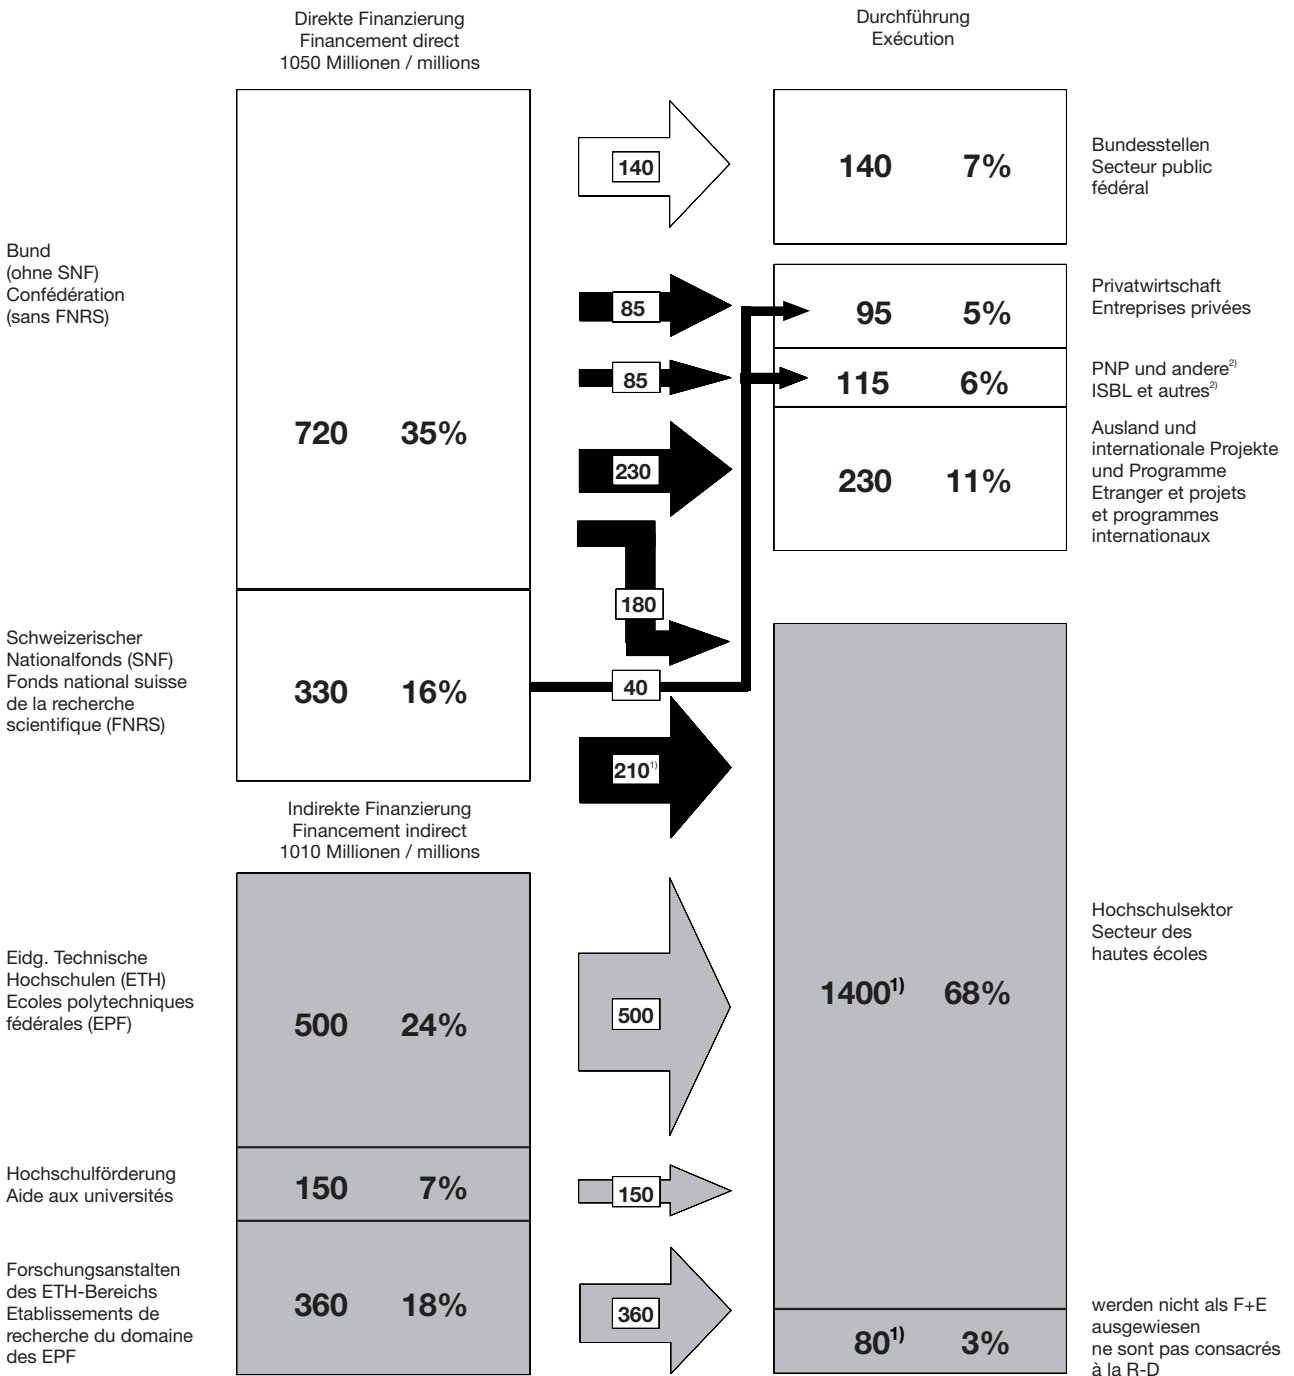 Direkte Finanzierung
Financement direct
1050 Millionen / millions
Durchführung
Exécution
Bund
(ohne SNF)
Confédération
(sans FNRS)
720 35%
Schweizerischer
Nationalfonds (SNF)
Fonds national suisse
de la recherche
scientifique (FNRS)
330 16%
Indirekte Finanzierung
Financement indirect
1010 Millionen / millions
Eidg. Technische
Hochschulen (ETH)
Ecoles polytechniques
fédérales (EPF)
500 24%
Hochschulförderung
Aide aux universités
150 7%
Forschungsanstalten
des ETH-Bereichs
Etablissements de
recherche du domaine
des EPF
360 18%
140
85
85
230
180
40
210¹⁾
500
150
360
140 7%
Bundesstellen
Secteur public
fédéral
95 5%
Privatwirtschaft
Entreprises privées
115 6%
PNP und andere²⁾
ISBL et autres²⁾
230 11%
Ausland und
internationale Projekte
und Programme
Etranger et projets
et programmes
internationaux
1400¹⁾ 68%
Hochschulsektor
Secteur des
hautes écoles
80¹⁾ 3%
werden nicht als F+E
ausgewiesen
ne sont pas consacrés
à la R-D